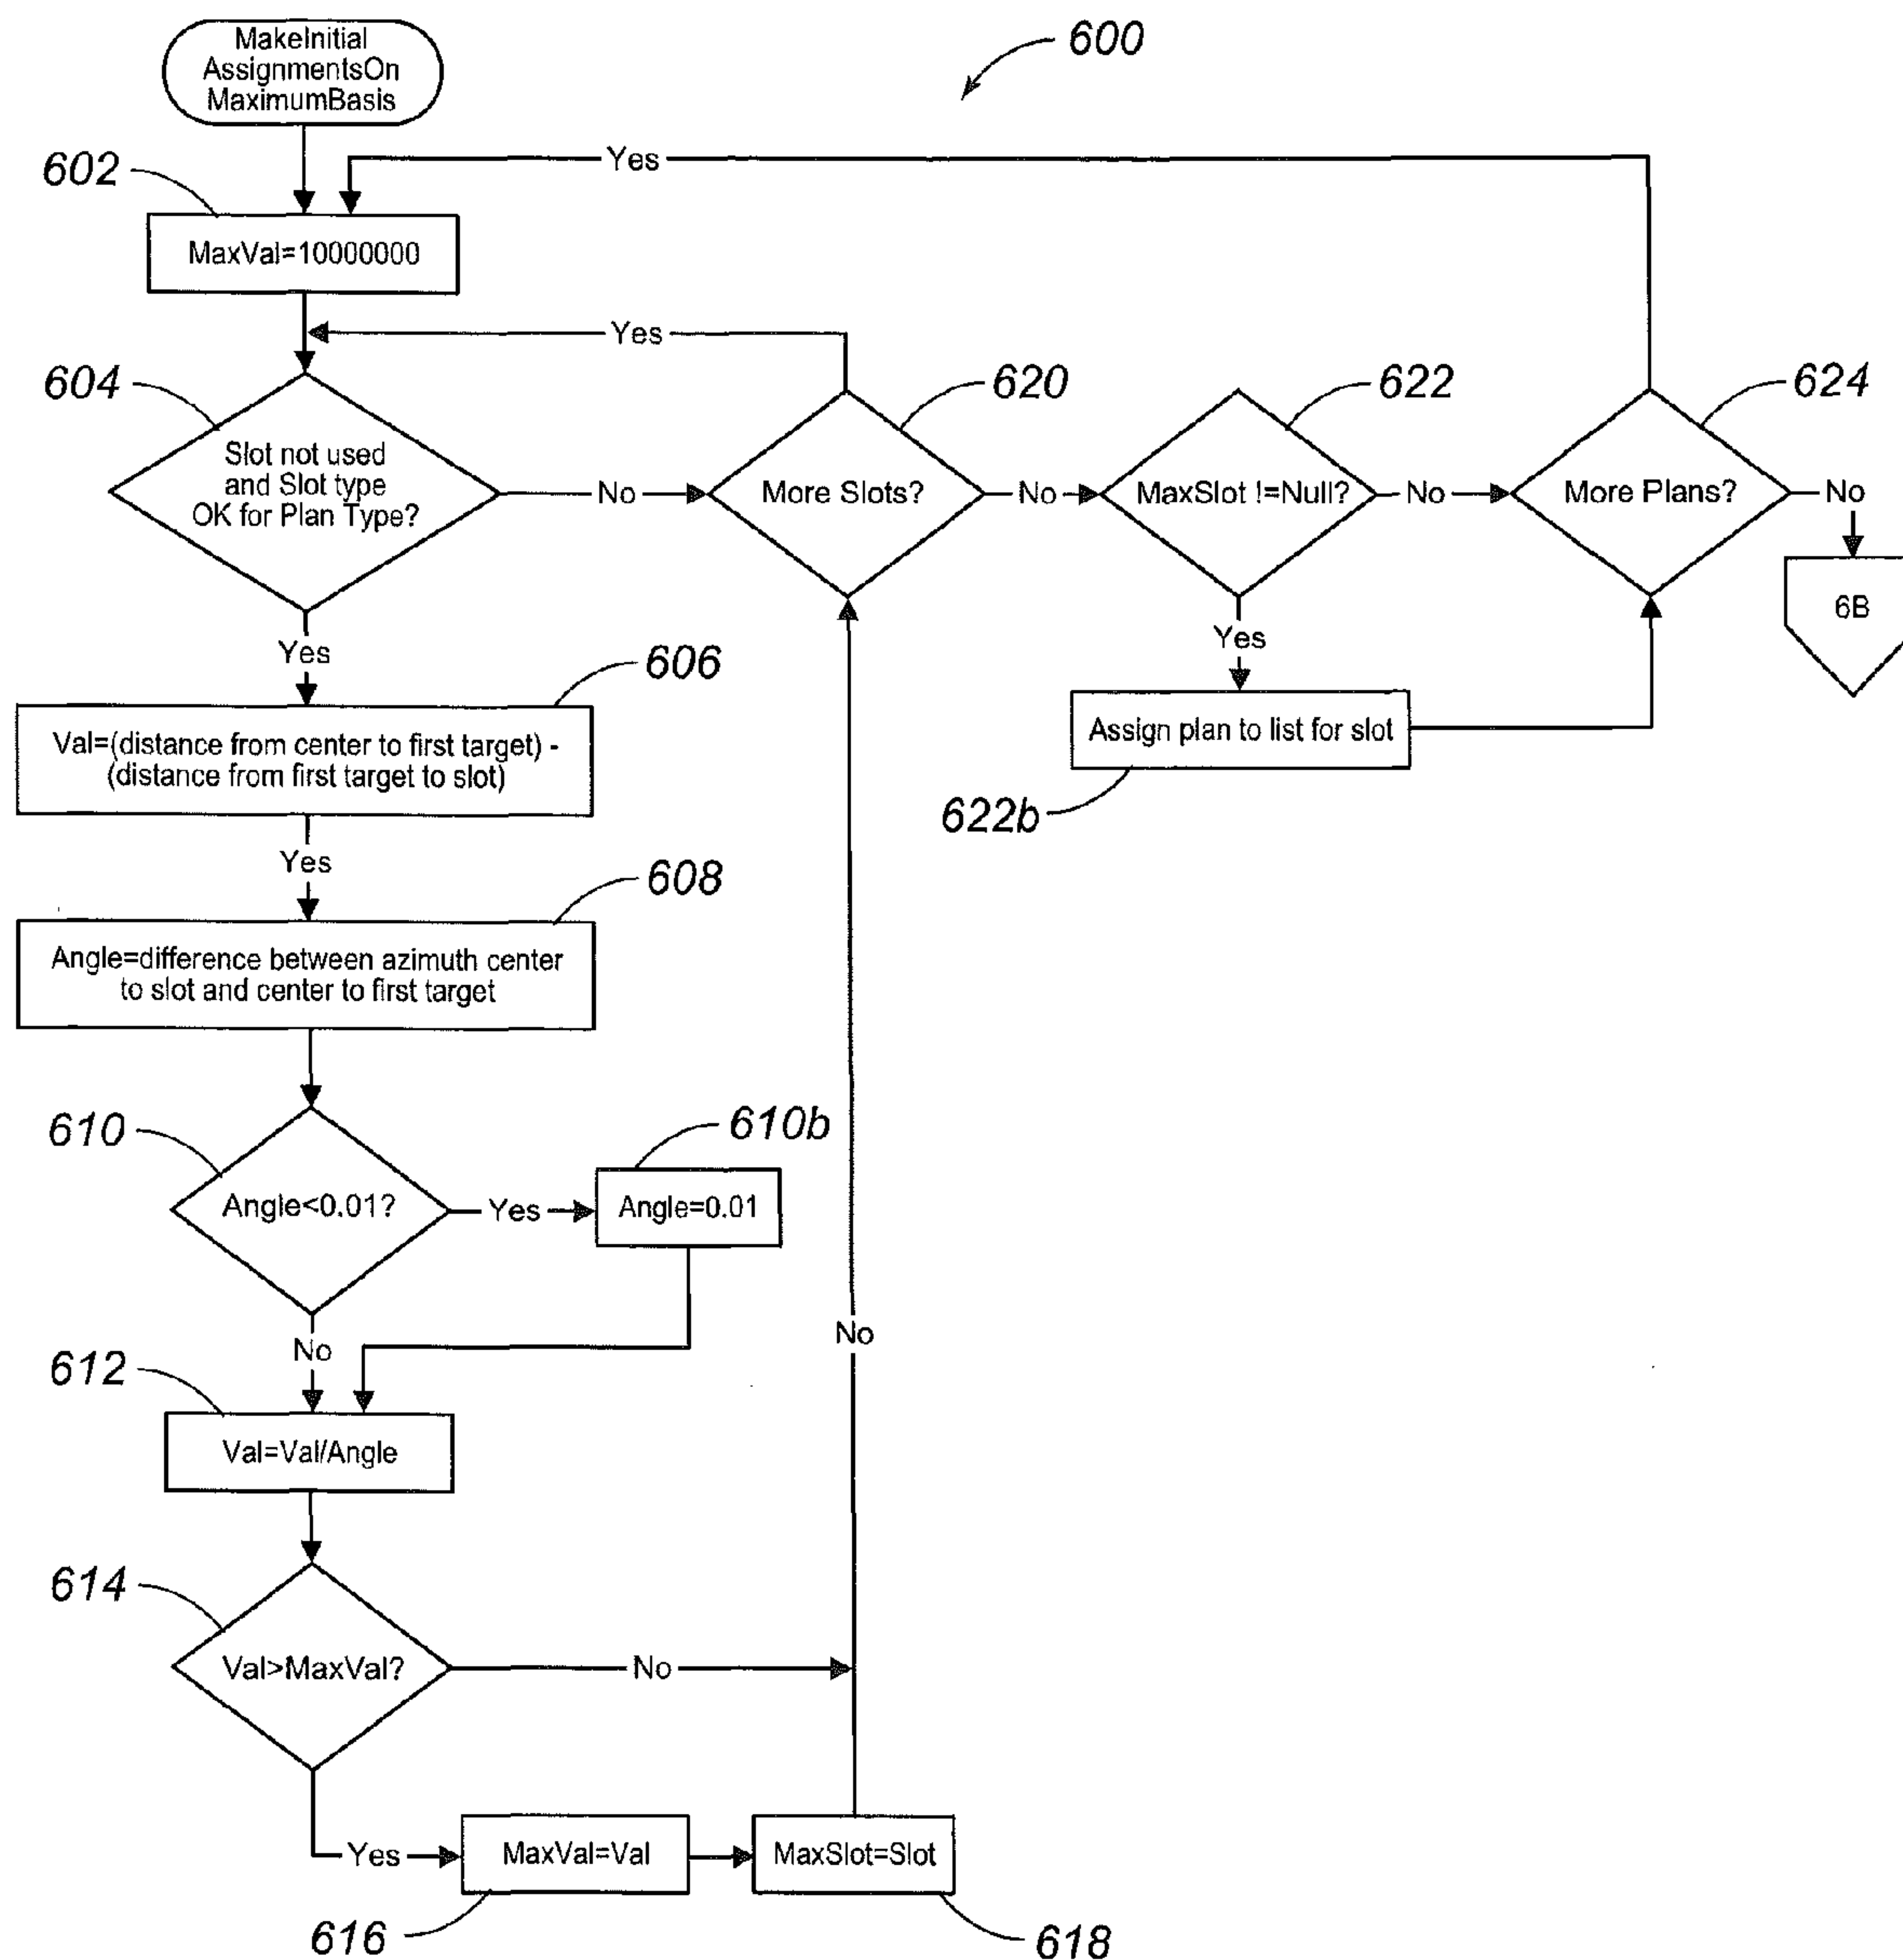 MakeInitial
AssignmentsOn
MaximumBasis
600
Yes
602
MaxVal=10000000
Yes
604
620
622
624
Slot not used
and Slot type
OK for Plan Type?
No
More Slots?
No
MaxSlot !=Null?
No
More Plans?
No
6B
Yes
Yes
606
Val=(distance from center to first target) -
(distance from first target to slot)
Assign plan to list for slot
622b
Yes
608
Angle=difference between azimuth center
to slot and center to first target
610
610b
Angle<0.01?
Yes
Angle=0.01
No
No
612
Val=Val/Angle
614
Val>MaxVal?
No
Yes
MaxVal=Val
MaxSlot=Slot
616
618